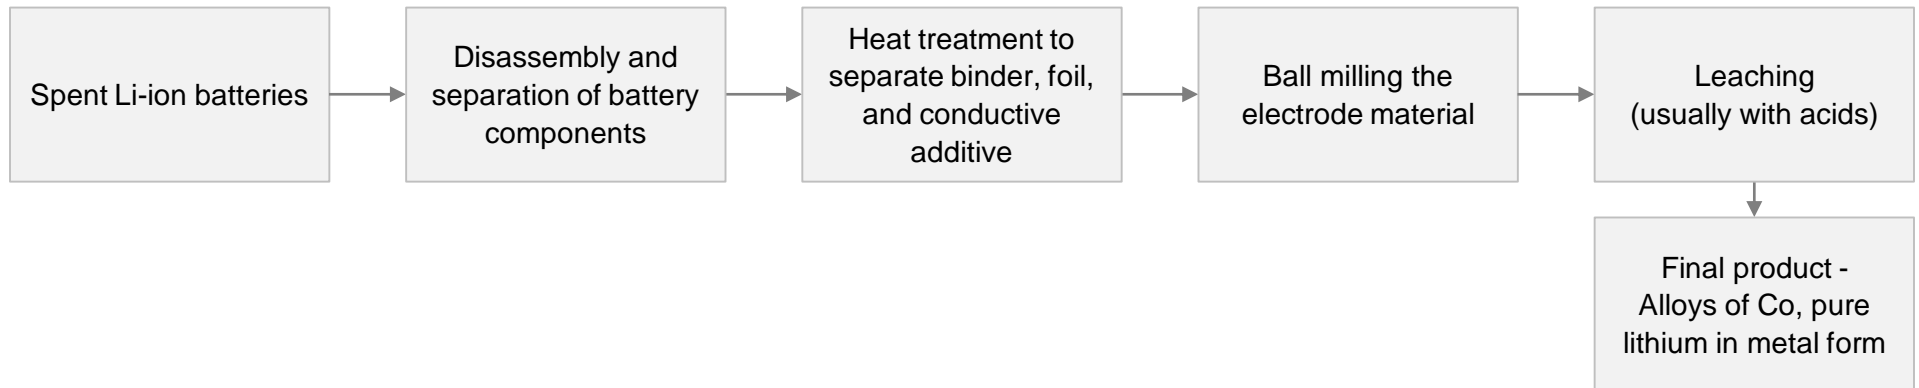 Spent Li-ion batteries
Disassembly and
separation of battery
components
Heat treatment to
separate binder, foil,
and conductive
additive
Ball milling the
electrode material
Leaching
(usually with acids)
Final product -
Alloys of Co, pure
lithium in metal form